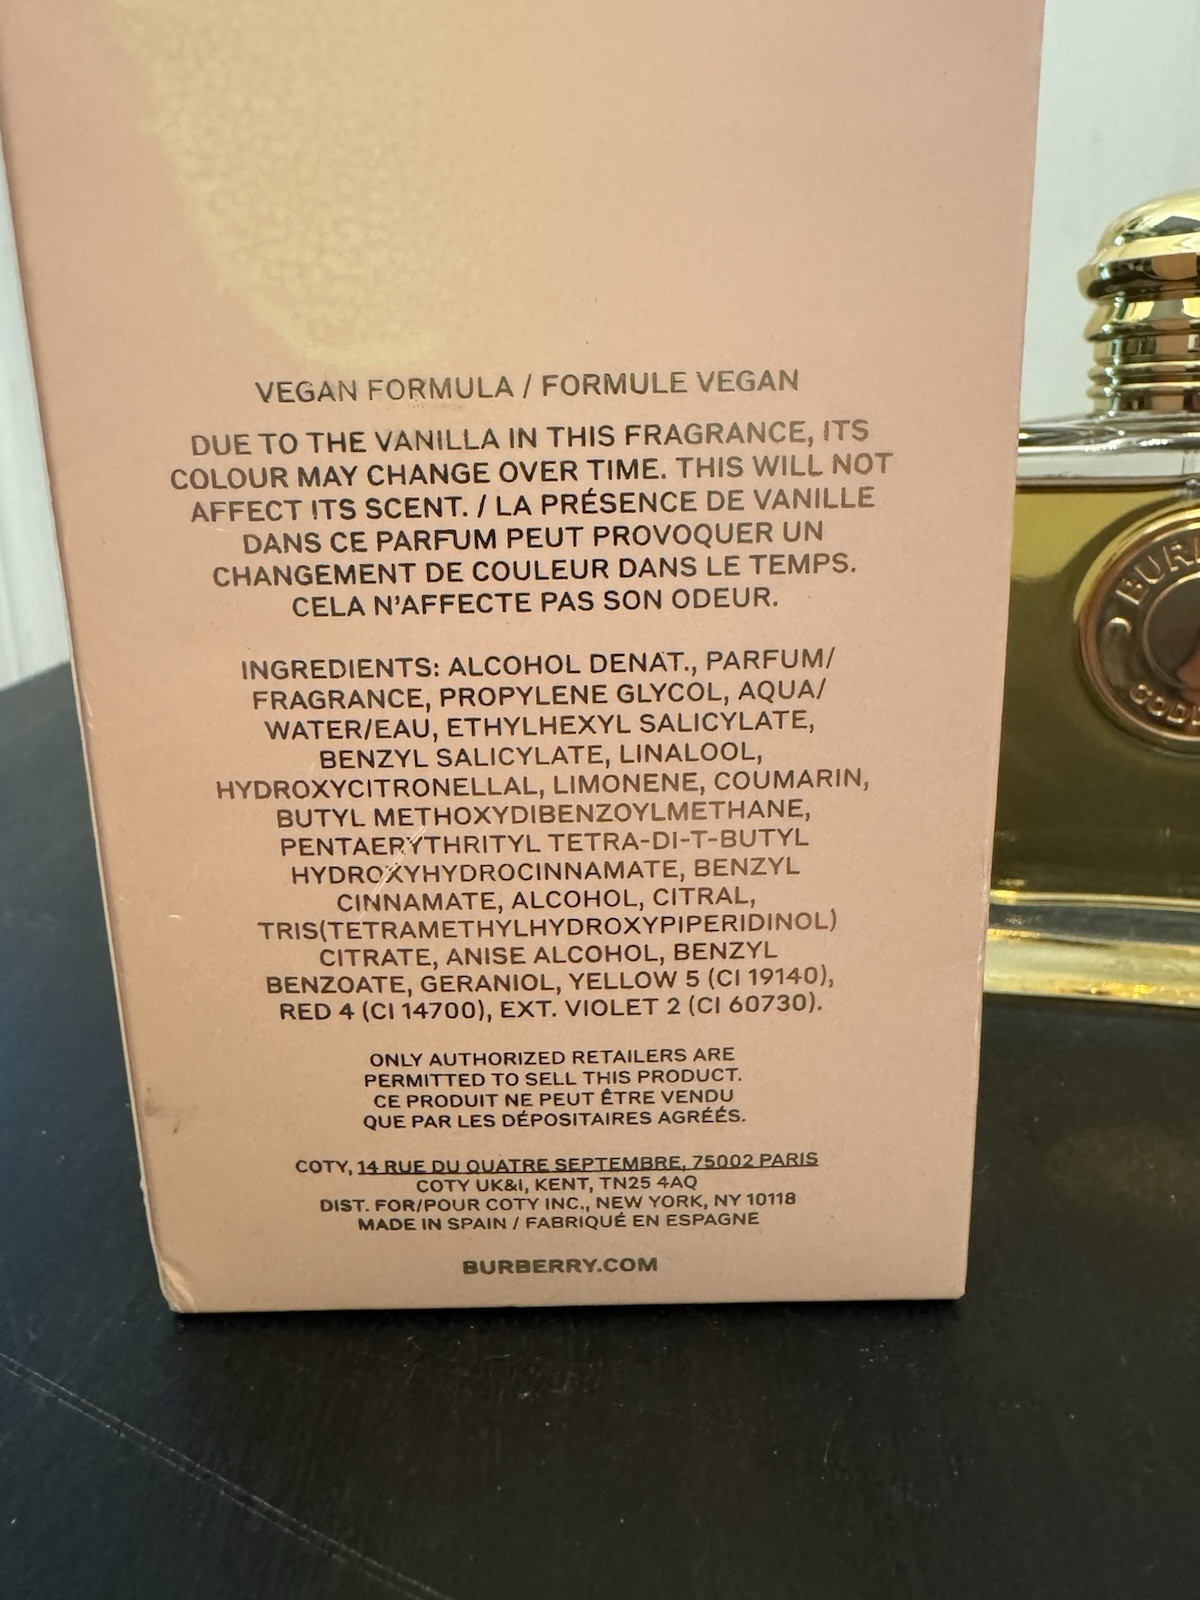 VEGAN FORMULA / FORMULE VEGAN
DUE TO THE VANILLA IN THIS FRAGRANCE, ITS
COLOUR MAY CHANGE OVER TIME. THIS WILL NOT
AFFECT ITS SCENT. / LA PRÉSENCE DE VANILLE
DANS CE PARFUM PEUT PROVOQUER UN
CHANGEMENT DE COULEUR DANS LE TEMPS.
CELA N'AFFECTE PAS SON ODEUR.
INGREDIENTS: ALCOHOL DENAT., PARFUM/
FRAGRANCE, PROPYLENE GLYCOL, AQUA/
WATER/EAU, ETHYLHEXYL SALICYLATE,
BENZYL SALICYLATE, LINALOOL,
HYDROXYCITRONELLAL, LIMONENE, COUMARIN,
BUTYL METHOXYDIBENZOYLMETHANE,
PENTAERYTHRITYL TETRA-DI-T-BUTYL
HYDROXYHYDROCINNAMATE, BENZYL
CINNAMATE, ALCOHOL, CITRAL,
TRIS(TETRAMETHYLHYDROXYPIPERIDINOL)
CITRATE, ANISE ALCOHOL, BENZYL
BENZOATE, GERANIOL, YELLOW 5 (CI 19140),
RED 4 (CI 14700), EXT. VIOLET 2 (CI 60730).
ONLY AUTHORIZED RETAILERS ARE
PERMITTED TO SELL THIS PRODUCT.
CE PRODUIT NE PEUT ÊTRE VENDU
QUE PAR LES DÉPOSITAIRES AGRÉÉS.
COTY, 14 RUE DU QUATRE SEPTEMBRE, 75002 PARIS
COTY UK&I, KENT, TN25 4AQ
DIST. FOR/POUR COTY INC., NEW YORK, NY 10118
MADE IN SPAIN / FABRIQUÉ EN ESPAGNE
BURBERRY.COM